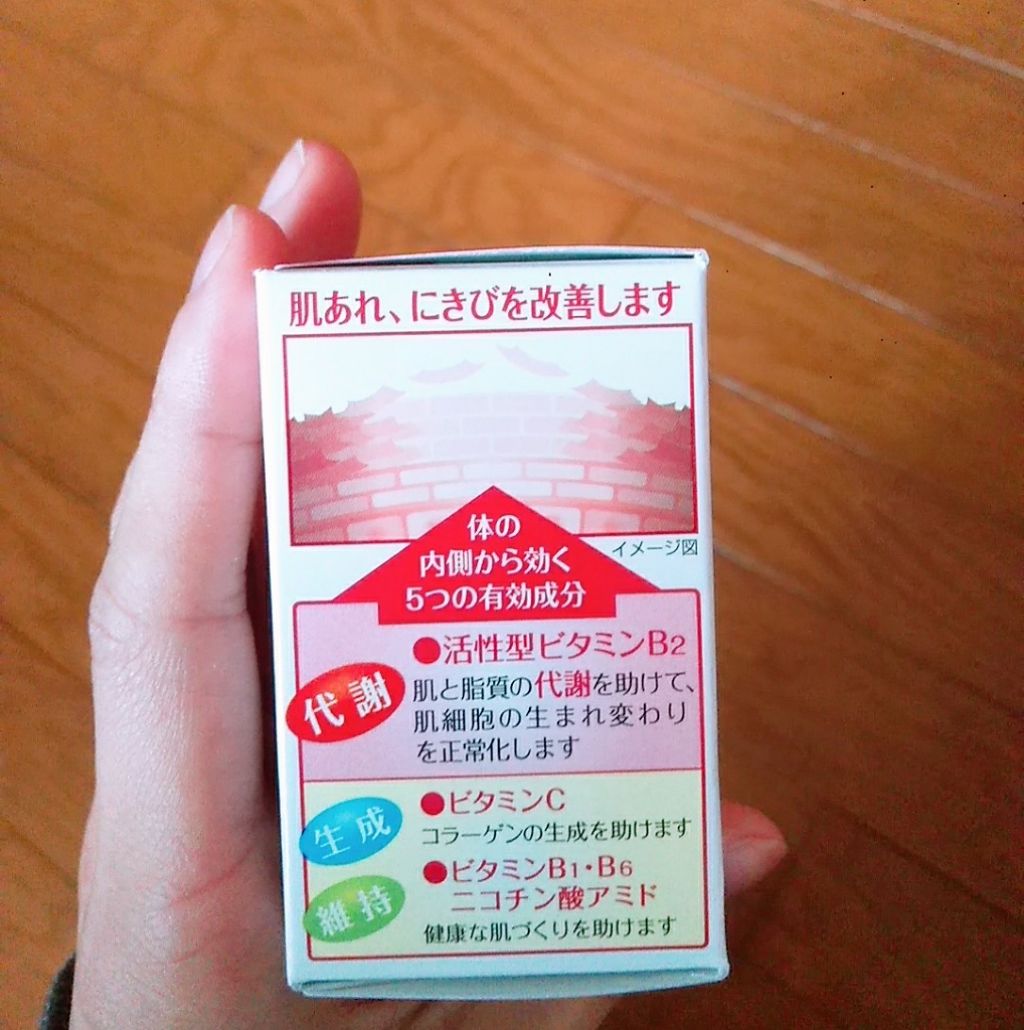 肌あれ、にきびを改善します
イメージ図
体の
内側から効く
5つの有効成分
代謝
●活性型ビタミンB2
肌と脂質の代謝を助けて、
肌細胞の生まれ変わり
を正常化します
生成
●ビタミンC
コラーゲンの生成を助けます
維持
●ビタミンB1・B6
ニコチン酸アミド
健康な肌づくりを助けます